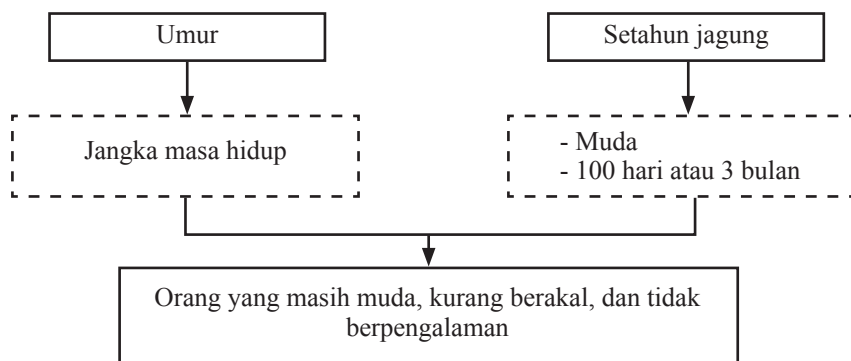 Umur
Setahun jagung
Jangka masa hidup
- Muda
- 100 hari atau 3 bulan
Orang yang masih muda, kurang berakal, dan tidak
berpengalaman